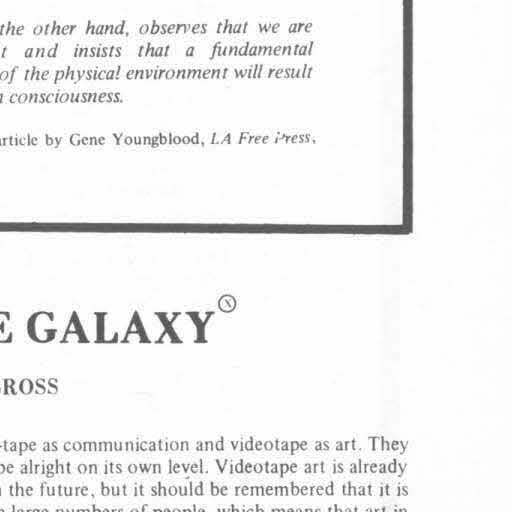 the other hand, observes that we are
t and insists that a fundamental
of the physical environment will result
consciousness.
article by Gene Youngblood, LA Free Press,
E GALAXY Ⓧ
GROSS
-tape as communication and videotape as art. They
be alright on its own level. Videotape art is already
the future, but it should be remembered that it is
large numbers of people, which means that art in